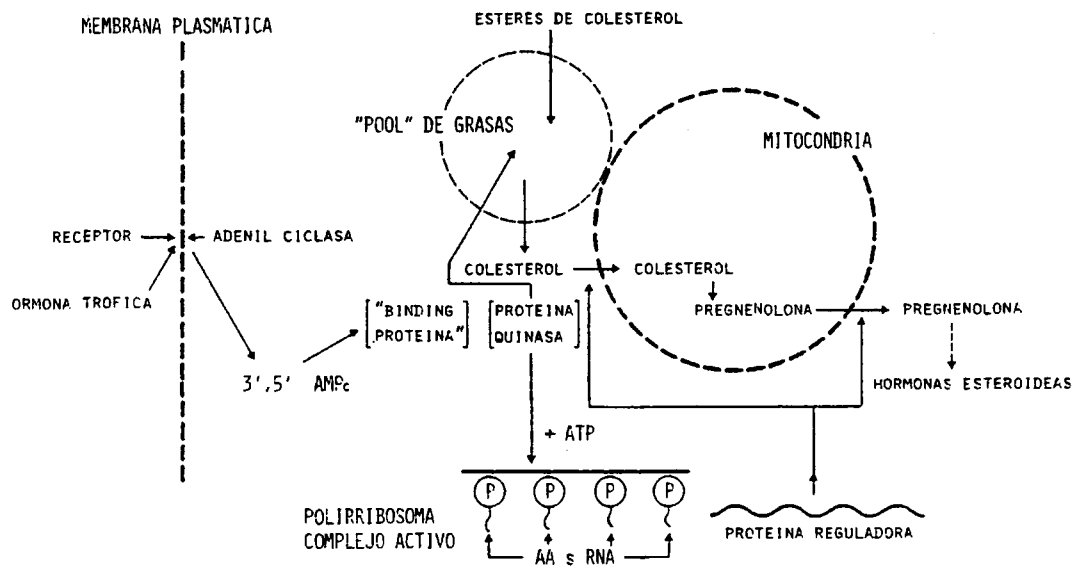 MEMBRANA PLASMATICA
ESTERES DE COLESTEROL
"POOL" DE GRASAS
MITOCONDRIA
RECEPTOR
ADENIL CICLASA
ORMONA TROFICA
COLESTEROL
COLESTEROL
["BINDING
PROTEINA"]
[PROTEINA
QUINASA]
PREGNENOLONA
PREGNENOLONA
3',5' AMPc
HORMONAS ESTEROIDEAS
+ ATP
P P P P
POLIRRIBOSOMA
COMPLEJO ACTIVO
AA s RNA
PROTEINA REGULADORA